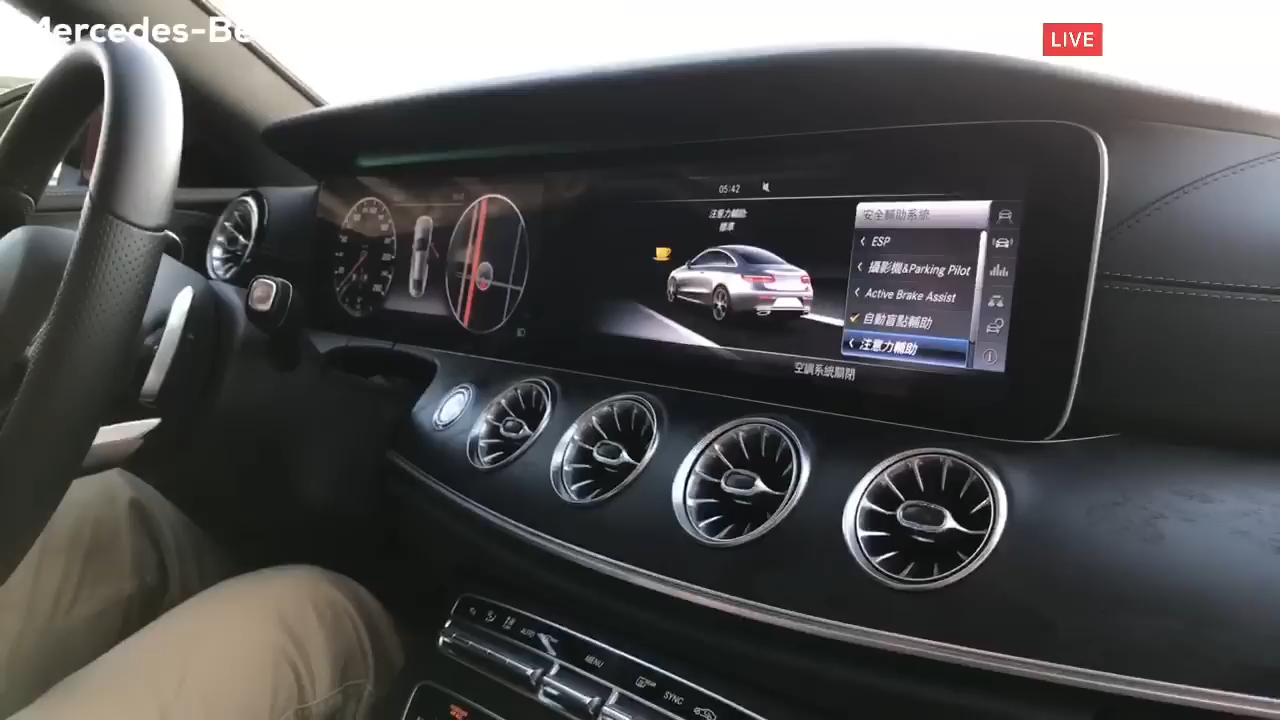 Mercedes-Be
LIVE
05:42
注意力輔助:
標準
安全輔助系統
ESP
攝影機&Parking Pilot
Active Brake Assist
自動盲點輔助
注意力輔助
空調系統關閉
AUTO
MENU
SYNC